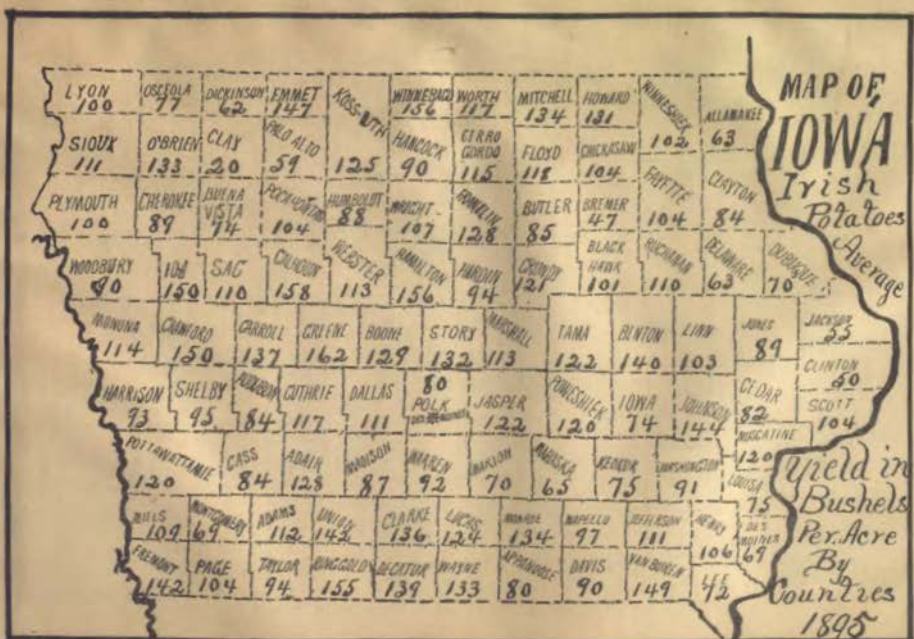 MAP OF
IOWA
Irish
Potatoes
Average
Yield in
Bushels
Per. Acre
By
Counties
1895
LYON
100
OSCEOLA
77
DICKINSON
62
EMMET
147
KOSSUTH
125
WINNEBAGO
156
WORTH
117
MITCHELL
134
HOWARD
131
WINNESHIEK
102
ALLAMAKEE
63
SIOUX
111
O'BRIEN
133
CLAY
20
PALO ALTO
59
HANCOCK
90
CERRO
GORDO
115
FLOYD
118
CHICKASAW
104
FAYETTE
104
CLAYTON
84
PLYMOUTH
100
CHEROKEE
89
BUENA
VISTA
74
POCAHONTAS
104
HUMBOLDT
88
WRIGHT
107
FRANKLIN
128
BUTLER
85
BREMER
47
WOODBURY
90
IDA
150
SAC
110
CALHOUN
158
WEBSTER
113
HAMILTON
156
HARDIN
94
GRUNDY
121
BLACK
HAWK
101
BUCHANAN
110
DELAWARE
63
DUBUQUE
70
MONONA
114
CRAWFORD
150
CARROLL
137
GREENE
162
BOONE
129
STORY
132
MARSHALL
113
TAMA
122
BENTON
140
LINN
103
JONES
89
JACKSON
55
CLINTON
50
HARRISON
93
SHELBY
95
AUDUBON
84
GUTHRIE
117
DALLAS
111
80
POLK
JASPER
122
POWESHIEK
120
IOWA
74
JOHNSON
144
CEDAR
82
SCOTT
104
MUSCATINE
120
POTTAWATTAMIE
120
CASS
84
ADAIR
128
MADISON
87
WAREN
92
MARION
70
MAHASKA
65
KEOKUK
75
WASHINGTON
91
LOUISA
75
MILLS
109
MONTGOMERY
69
ADAMS
112
UNION
142
CLARKE
136
LUCAS
124
MONROE
134
WAPELLO
97
JEFFERSON
111
HENRY
106
DES
MOINES
69
FREMONT
142
PAGE
104
TAYLOR
94
RINGGOLD
155
DECATUR
139
WAYNE
133
APPANOOSE
80
DAVIS
90
VAN BUREN
149
LEE